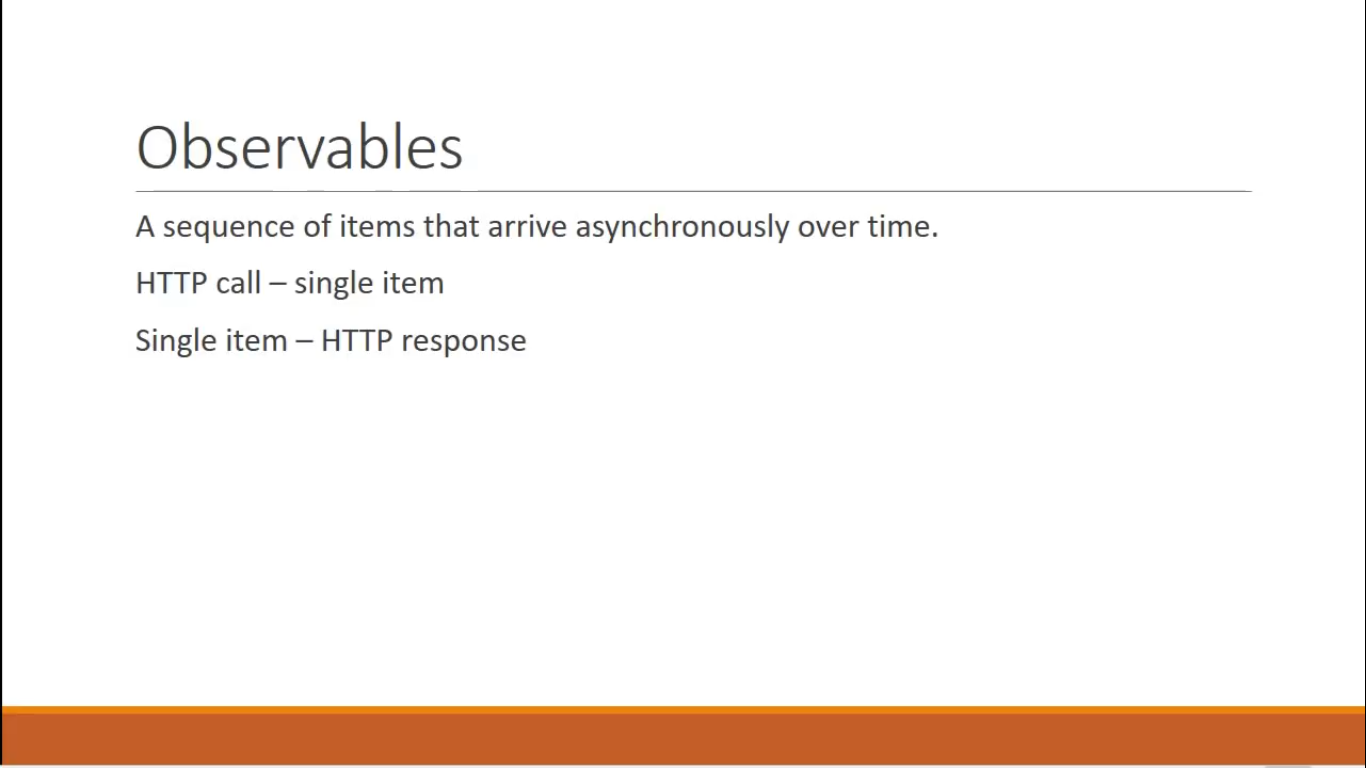 Observables
A sequence of items that arrive asynchronously over time.
HTTP call – single item
Single item – HTTP response